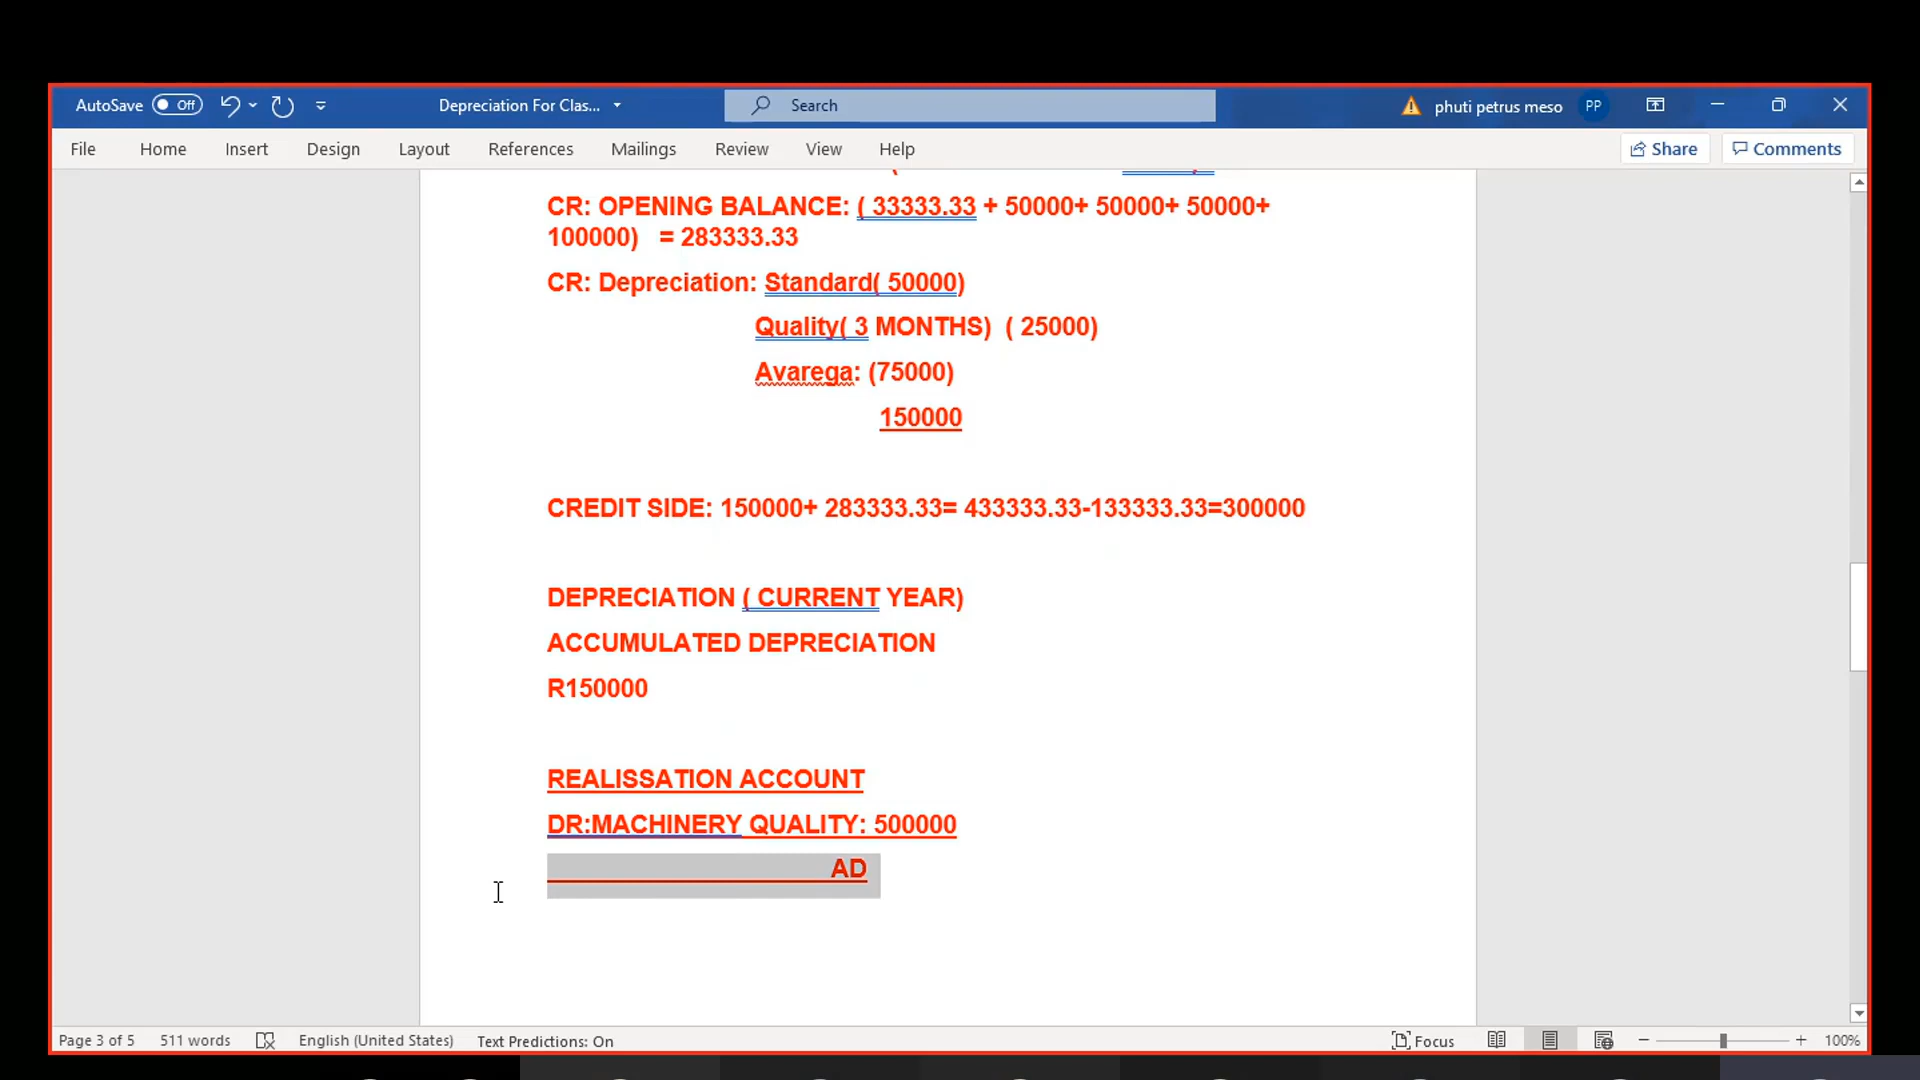 AutoSave Off Depreciation For Clas... Search phuti petrus meso PP
File Home Insert Design Layout References Mailings Review View Help Share Comments
CR: OPENING BALANCE: ( 33333.33 + 50000+ 50000+ 50000+
100000) = 283333.33
CR: Depreciation: Standard( 50000)
Quality( 3 MONTHS) ( 25000)
Avarega: (75000)
150000
CREDIT SIDE: 150000+ 283333.33= 433333.33-133333.33=300000
DEPRECIATION ( CURRENT YEAR)
ACCUMULATED DEPRECIATION
R150000
REALISSATION ACCOUNT
DR:MACHINERY QUALITY: 500000
AD
Page 3 of 5 511 words English (United States) Text Predictions: On Focus 100%